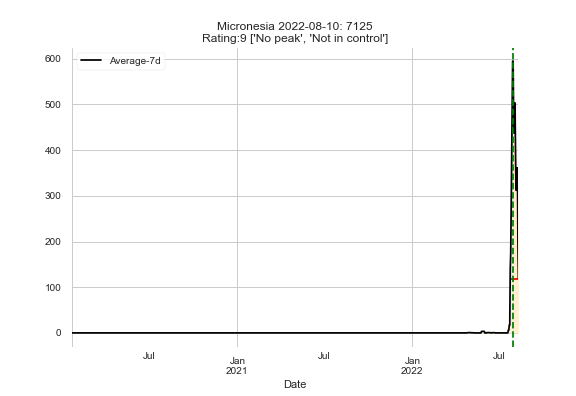 Micronesia 2022-08-10: 7125
Rating:9 ['No peak', 'Not in control']
Average-7d
600
500
400
300
200
100
0
Jul
Jan
2021
Jul
Jan
2022
Jul
Date